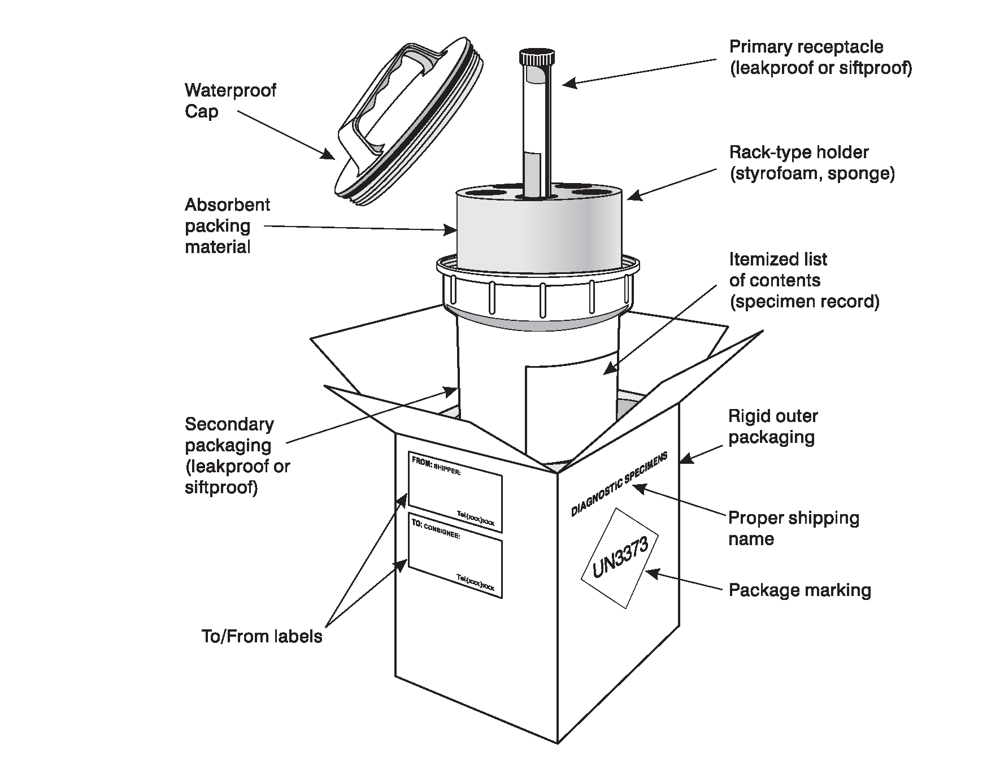 Primary receptacle
(leakproof or siftproof)
Waterproof
Cap
Rack-type holder
(styrofoam, sponge)
Absorbent
packing
material
Itemized list
of contents
(specimen record)
Secondary
packaging
(leakproof or
siftproof)
Rigid outer
packaging
FROM: SHIPPER:
Tel(xxx)xxx
TO: CONSIGNEE:
Tel(xxx)xxx
DIAGNOSTIC SPECIMENS
Proper shipping
name
UN3373
Package marking
To/From labels